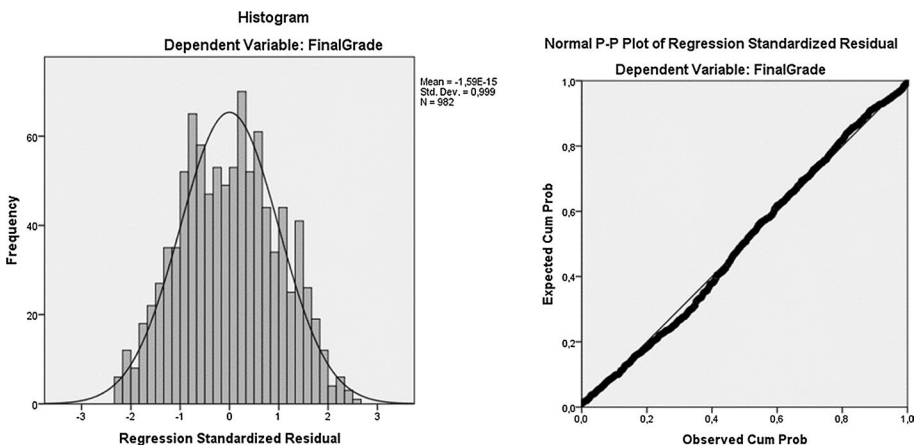 Histogram
Dependent Variable: FinalGrade
Mean = -1,59E-15
Std. Dev. = 0,999
N = 982
60
40
20
0
Frequency
-3 -2 -1 0 1 2 3
Regression Standardized Residual
Normal P-P Plot of Regression Standardized Residual
Dependent Variable: FinalGrade
1,0
0,8
0,6
0,4
0,2
0,0
Expected Cum Prob
0,0 0,2 0,4 0,6 0,8 1,0
Observed Cum Prob